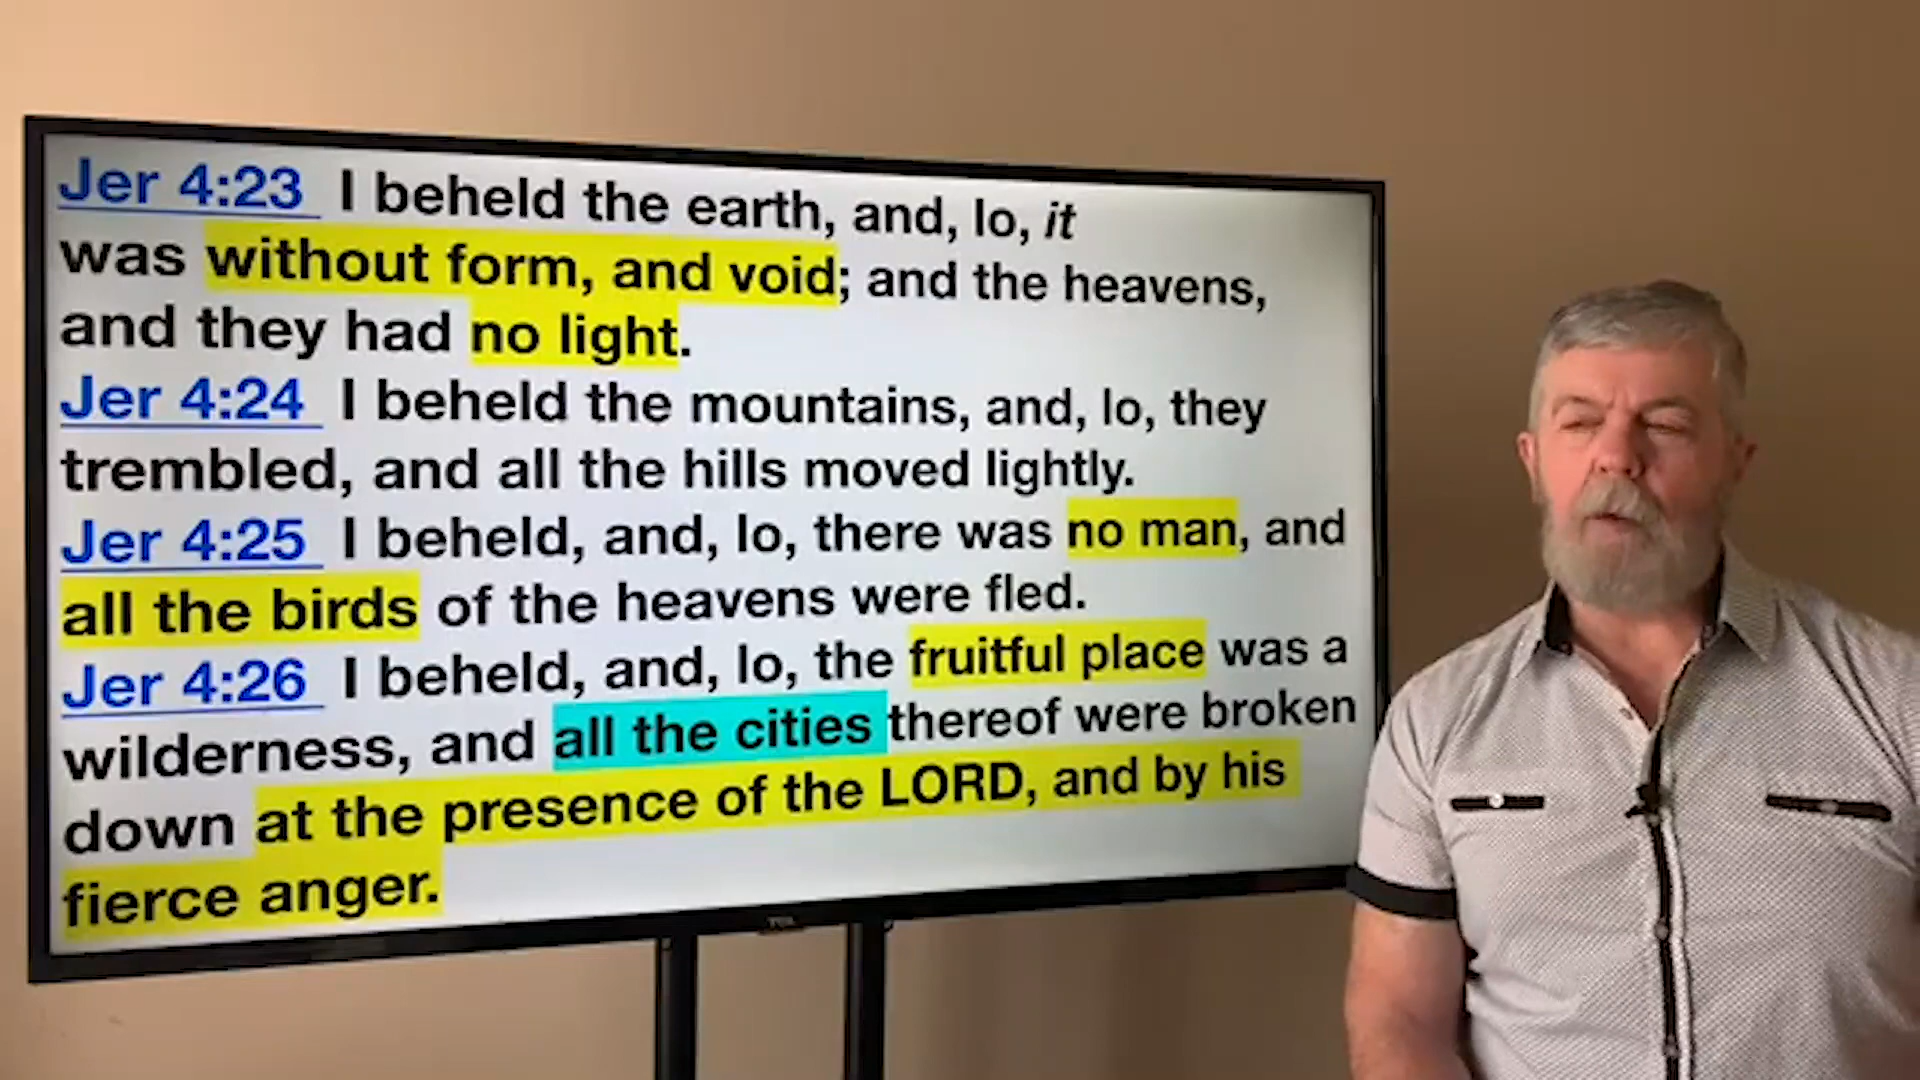 Jer 4:23 I beheld the earth, and, lo, it
was without form, and void; and the heavens,
and they had no light.
Jer 4:24 I beheld the mountains, and, lo, they
trembled, and all the hills moved lightly.
Jer 4:25 I beheld, and, lo, there was no man, and
all the birds of the heavens were fled.
Jer 4:26 I beheld, and, lo, the fruitful place was a
wilderness, and all the cities thereof were broken
down at the presence of the LORD, and by his
fierce anger.
TCL